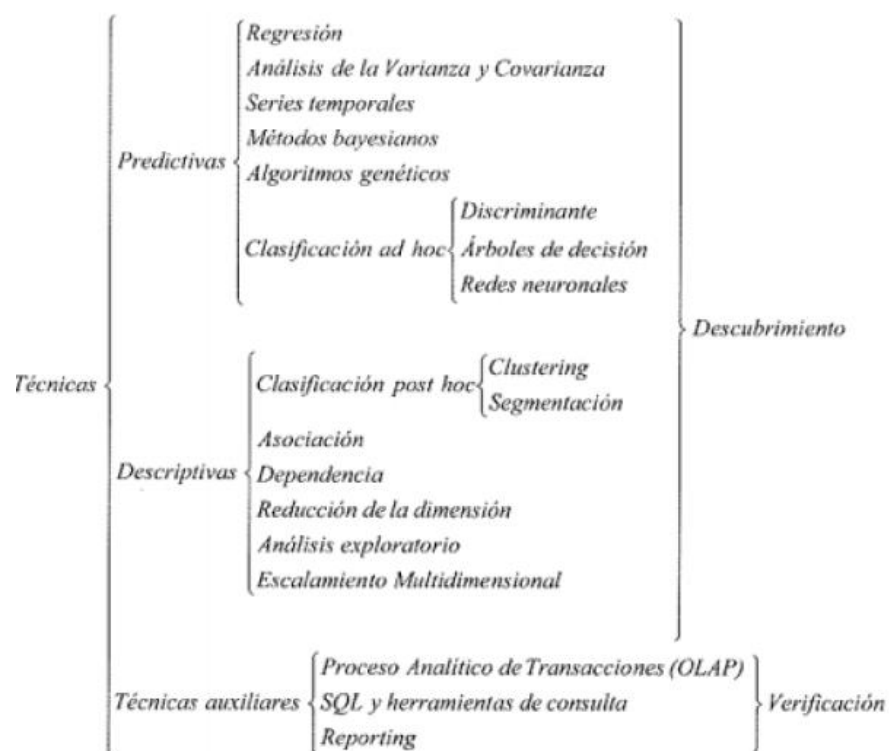 Regresión
Análisis de la Varianza y Covarianza
Series temporales
Métodos bayesianos
Predictivas
Algoritmos genéticos
Discriminante
Clasificación ad hoc
Árboles de decisión
Redes neuronales
Descubrimiento
Técnicas
Clasificación post hoc
Clustering
Segmentación
Asociación
Descriptivas
Dependencia
Reducción de la dimensión
Análisis exploratorio
Escalamiento Multidimensional
Proceso Analítico de Transacciones (OLAP)
Técnicas auxiliares
SQL y herramientas de consulta
Verificación
Reporting